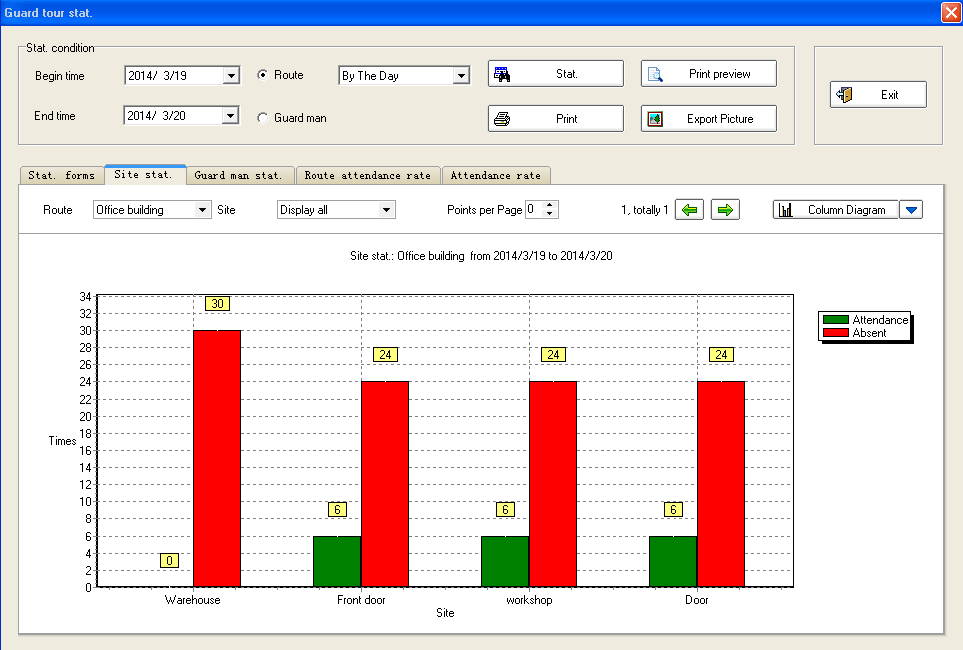 Guard tour stat.
Stat. condition
Begin time 2014/ 3/19 Route By The Day Stat. Print preview
Exit
End time 2014/ 3/20 Guard man Print Export Picture
Stat. forms Site stat. Guard man stat. Route attendance rate Attendance rate
Route Office building Site Display all Points per Page 0 1, totally 1 Column Diagram
Site stat.: Office building from 2014/3/19 to 2014/3/20
34
32
30
28
26
24
22
20
18
16
14
12
10
8
6
4
2
0
Times
30
24
24
24
6
6
6
0
Attendance
Absent
Warehouse Front door workshop Door
Site